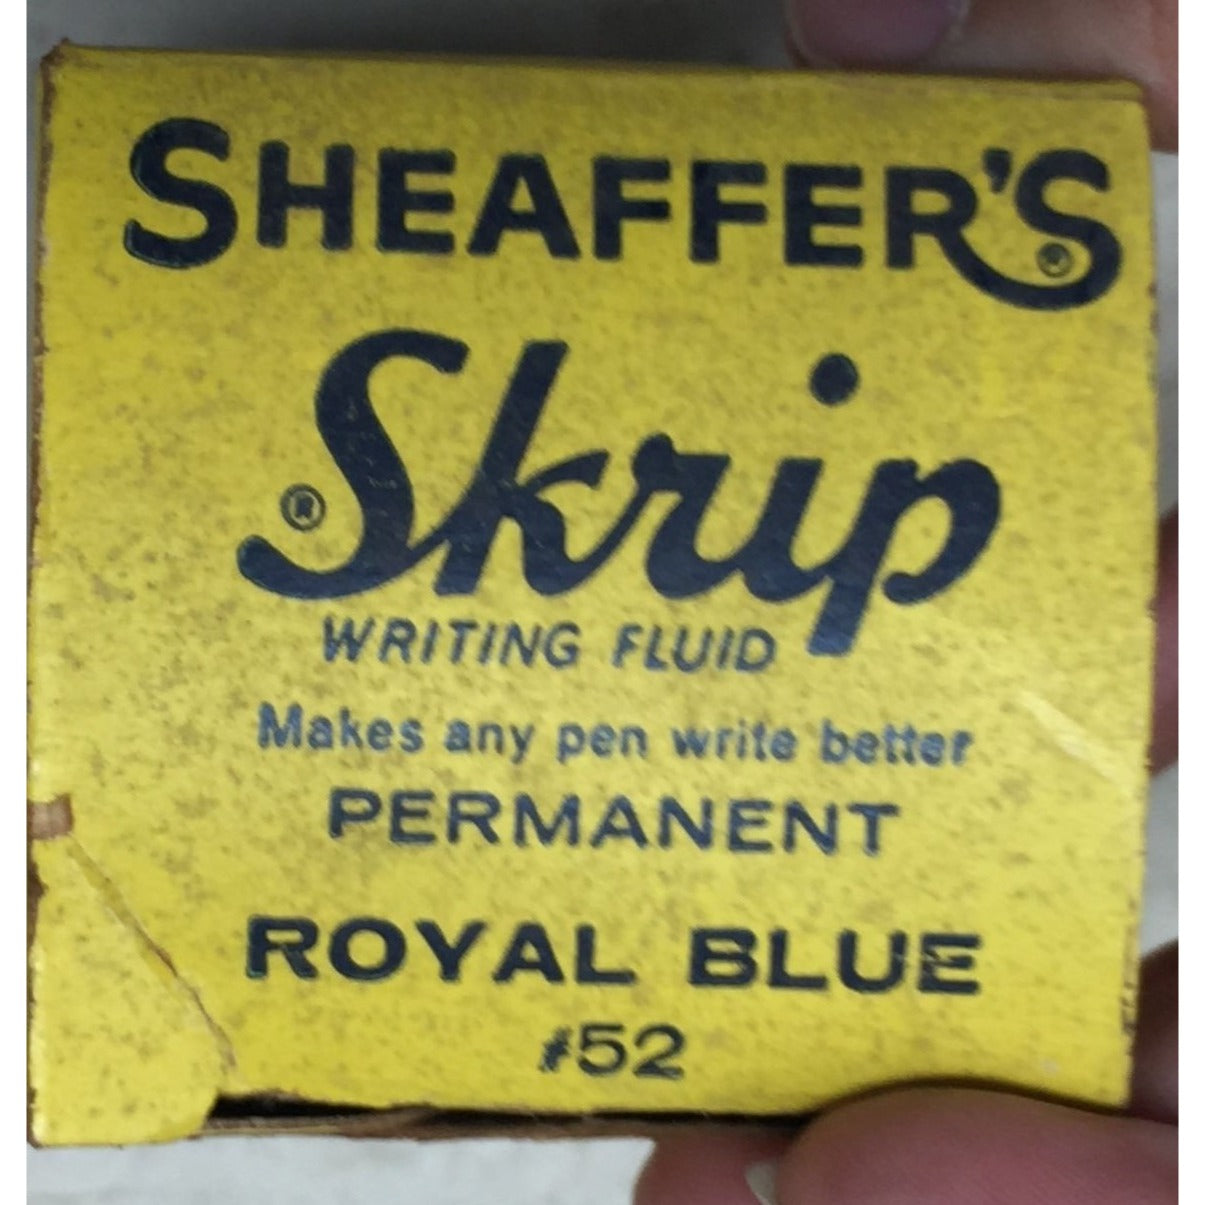 SHEAFFER'S®
®Skrip
WRITING FLUID
Makes any pen write better
PERMANENT
ROYAL BLUE
#52